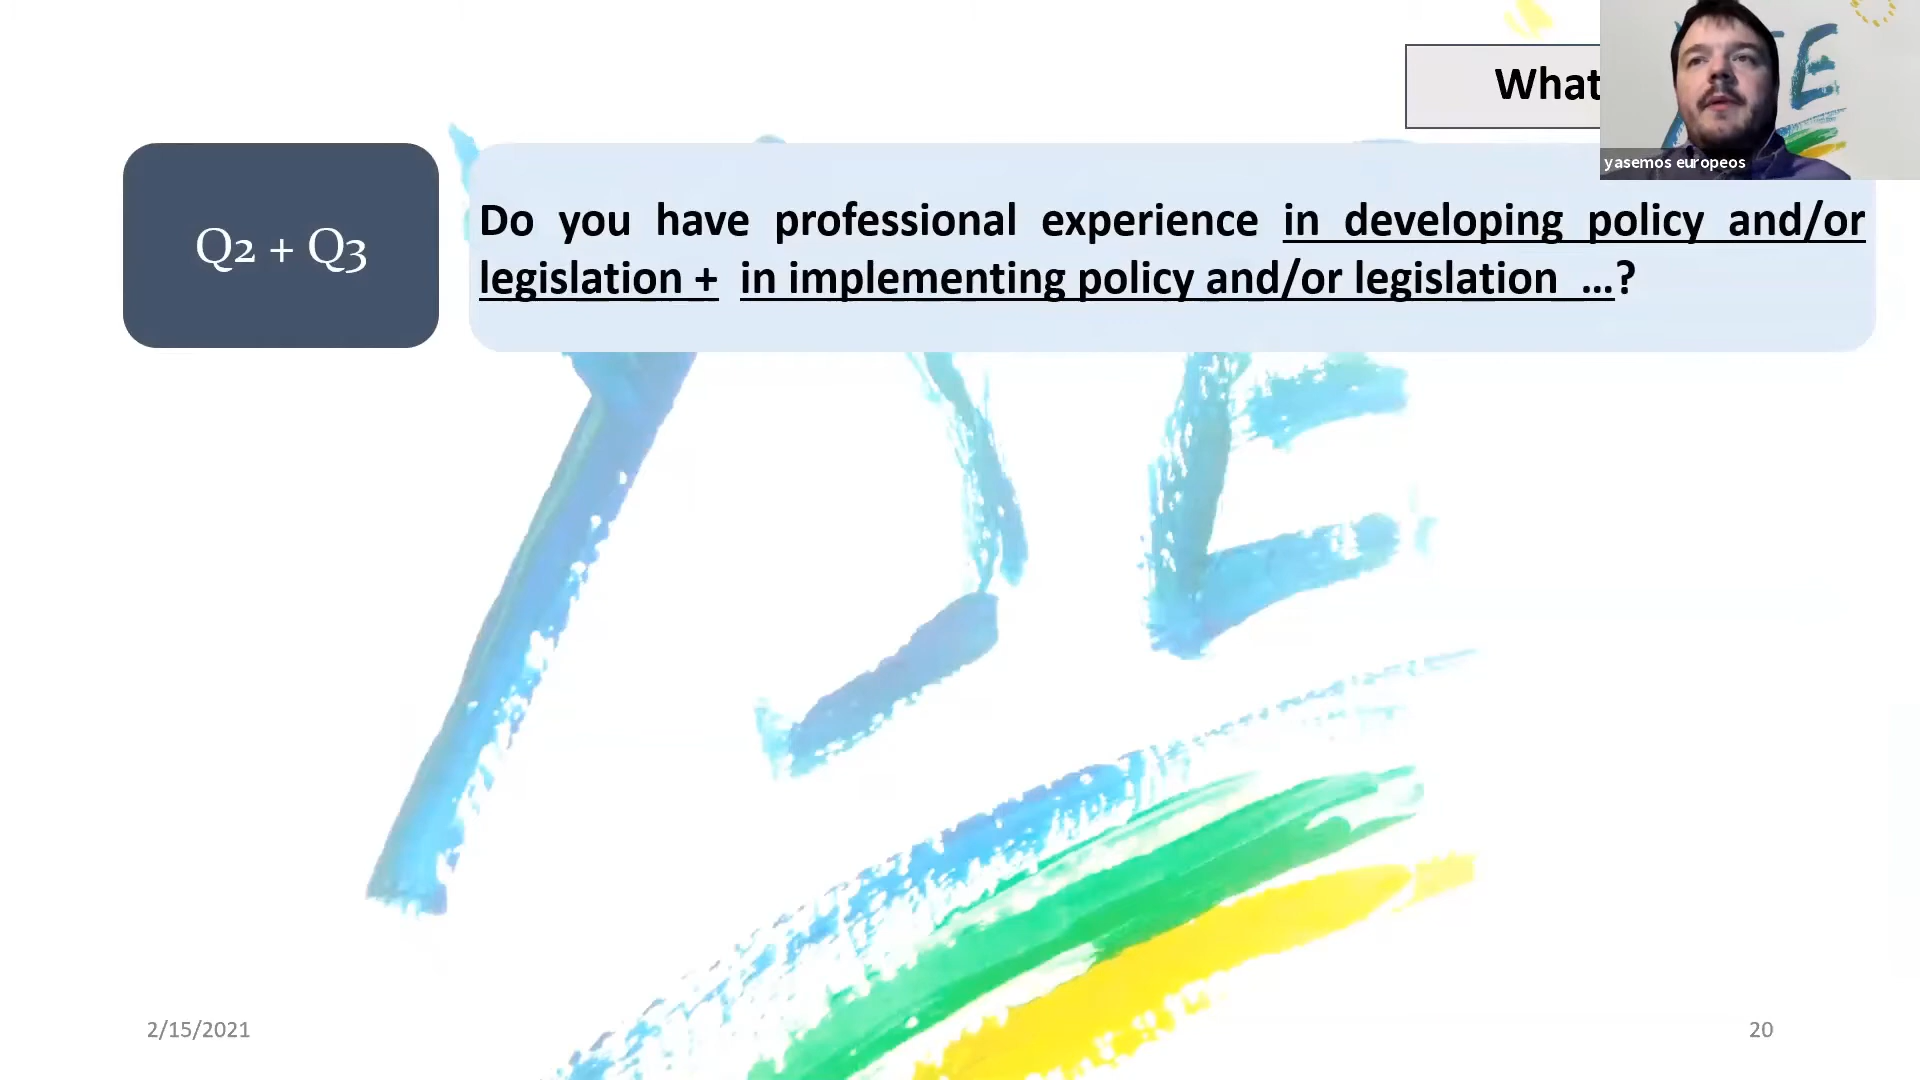 What
yasemos europeos
Q2 + Q3
Do you have professional experience in developing policy and/or
legislation + in implementing policy and/or legislation ...?
2/15/2021
20